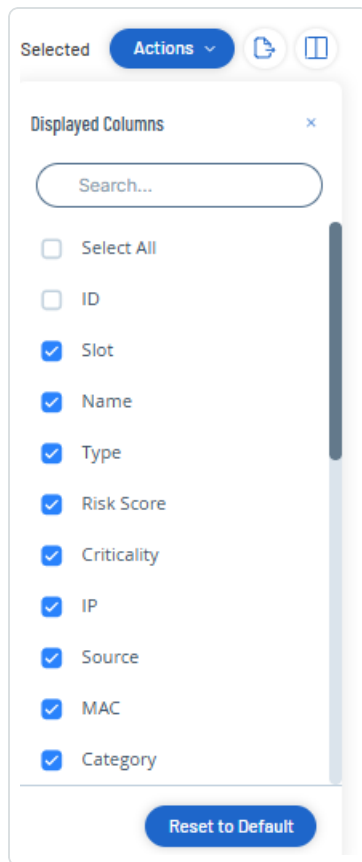 Selected Actions
Displayed Columns ×
Search...
Select All
ID
Slot
Name
Type
Risk Score
Criticality
IP
Source
MAC
Category
Reset to Default